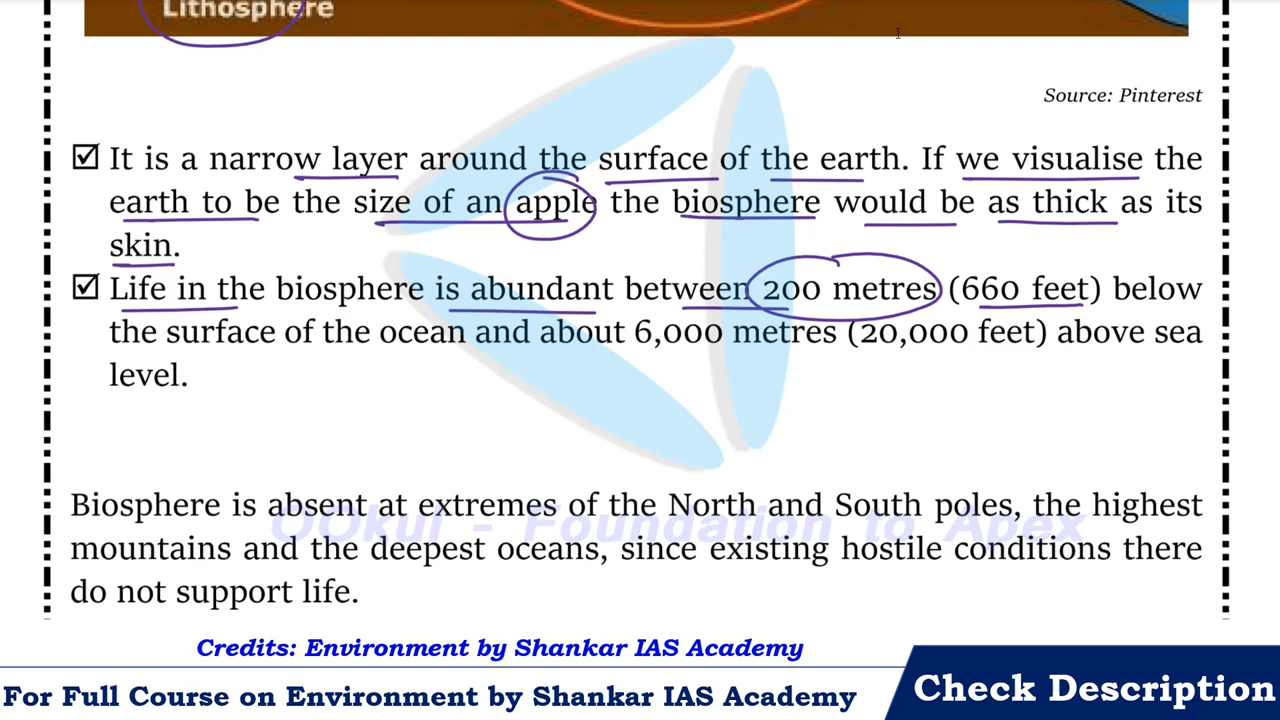 Lithosphere
Source: Pinterest
☑ It is a narrow layer around the surface of the earth. If we visualise the
earth to be the size of an apple the biosphere would be as thick as its
skin.
☑ Life in the biosphere is abundant between 200 metres (660 feet) below
the surface of the ocean and about 6,000 metres (20,000 feet) above sea
level.
Biosphere is absent at extremes of the North and South poles, the highest
OOkul - Foundation to Apex
mountains and the deepest oceans, since existing hostile conditions there
do not support life.
Credits: Environment by Shankar IAS Academy
For Full Course on Environment by Shankar IAS Academy
Check Description